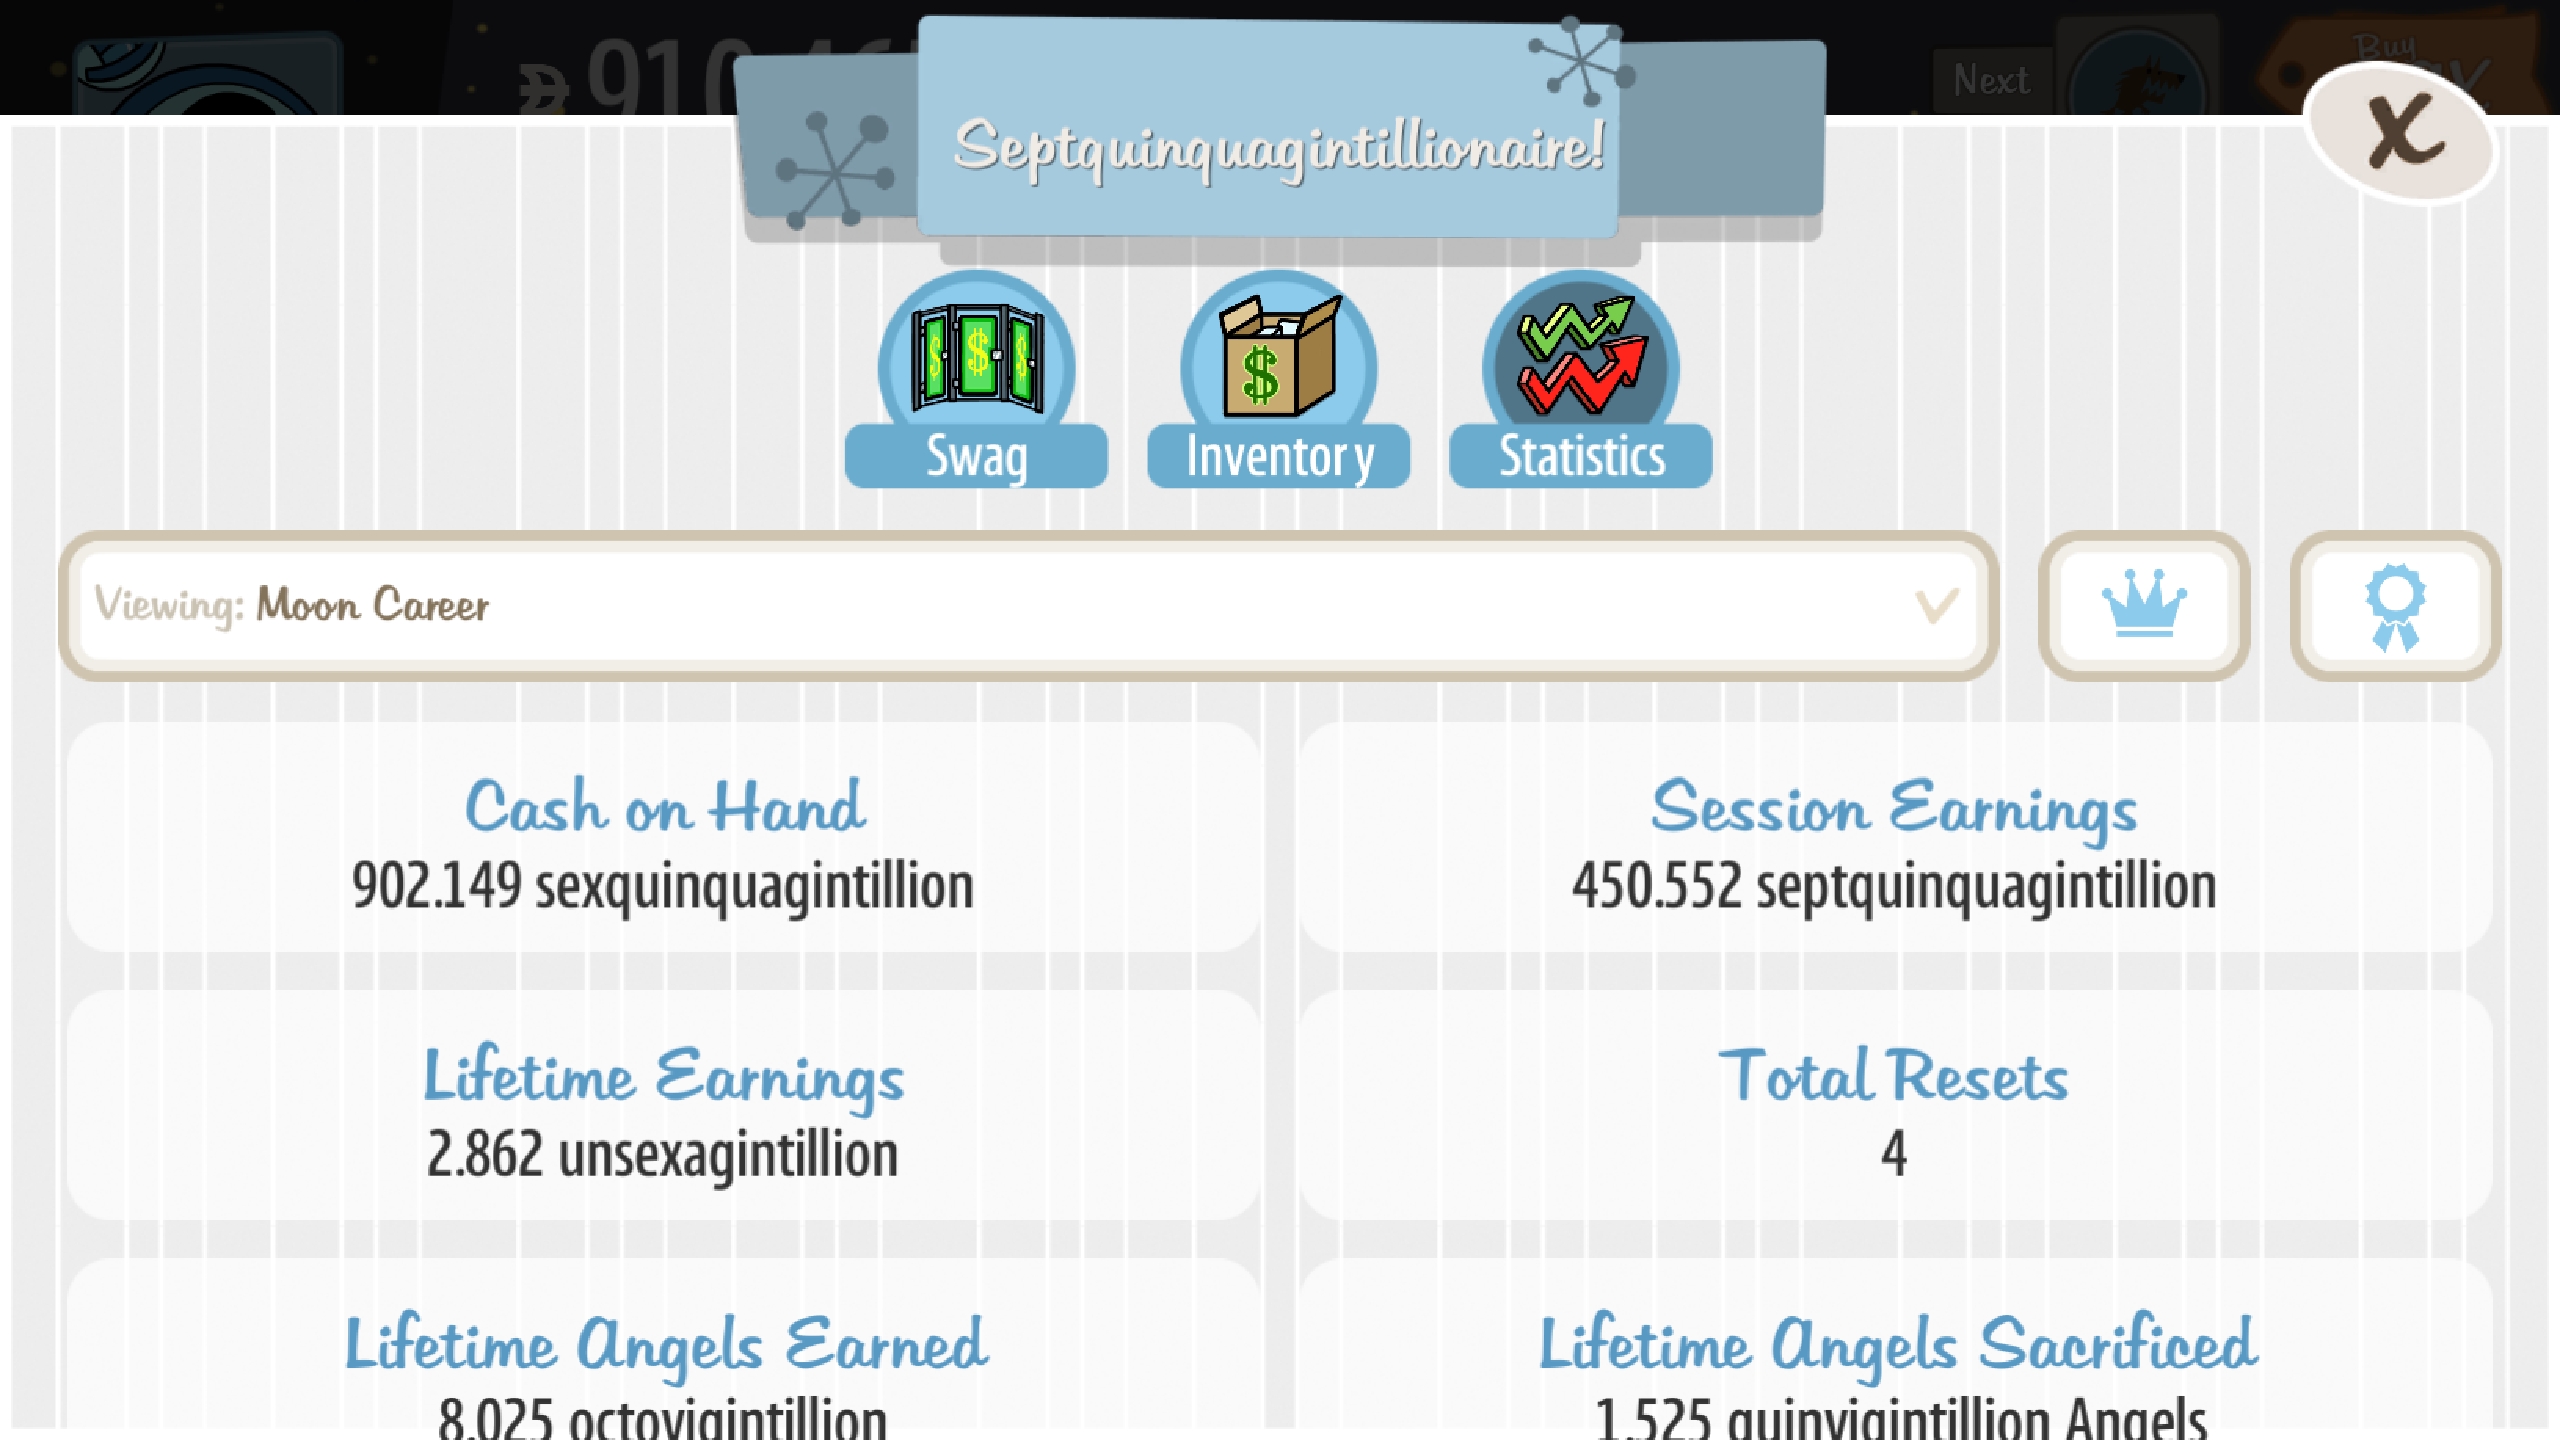 910
Next
Buy
Septquinquagintillionaire!
X
Swag
Inventory
Statistics
Viewing: Moon Career
Cash on Hand
902.149 sexquinquagintillion
Session Earnings
450.552 septquinquagintillion
Lifetime Earnings
2.862 unsexagintillion
Total Resets
4
Lifetime Angels Earned
8.025 octovigintillion
Lifetime Angels Sacrificed
1.525 quinvigintillion Angels